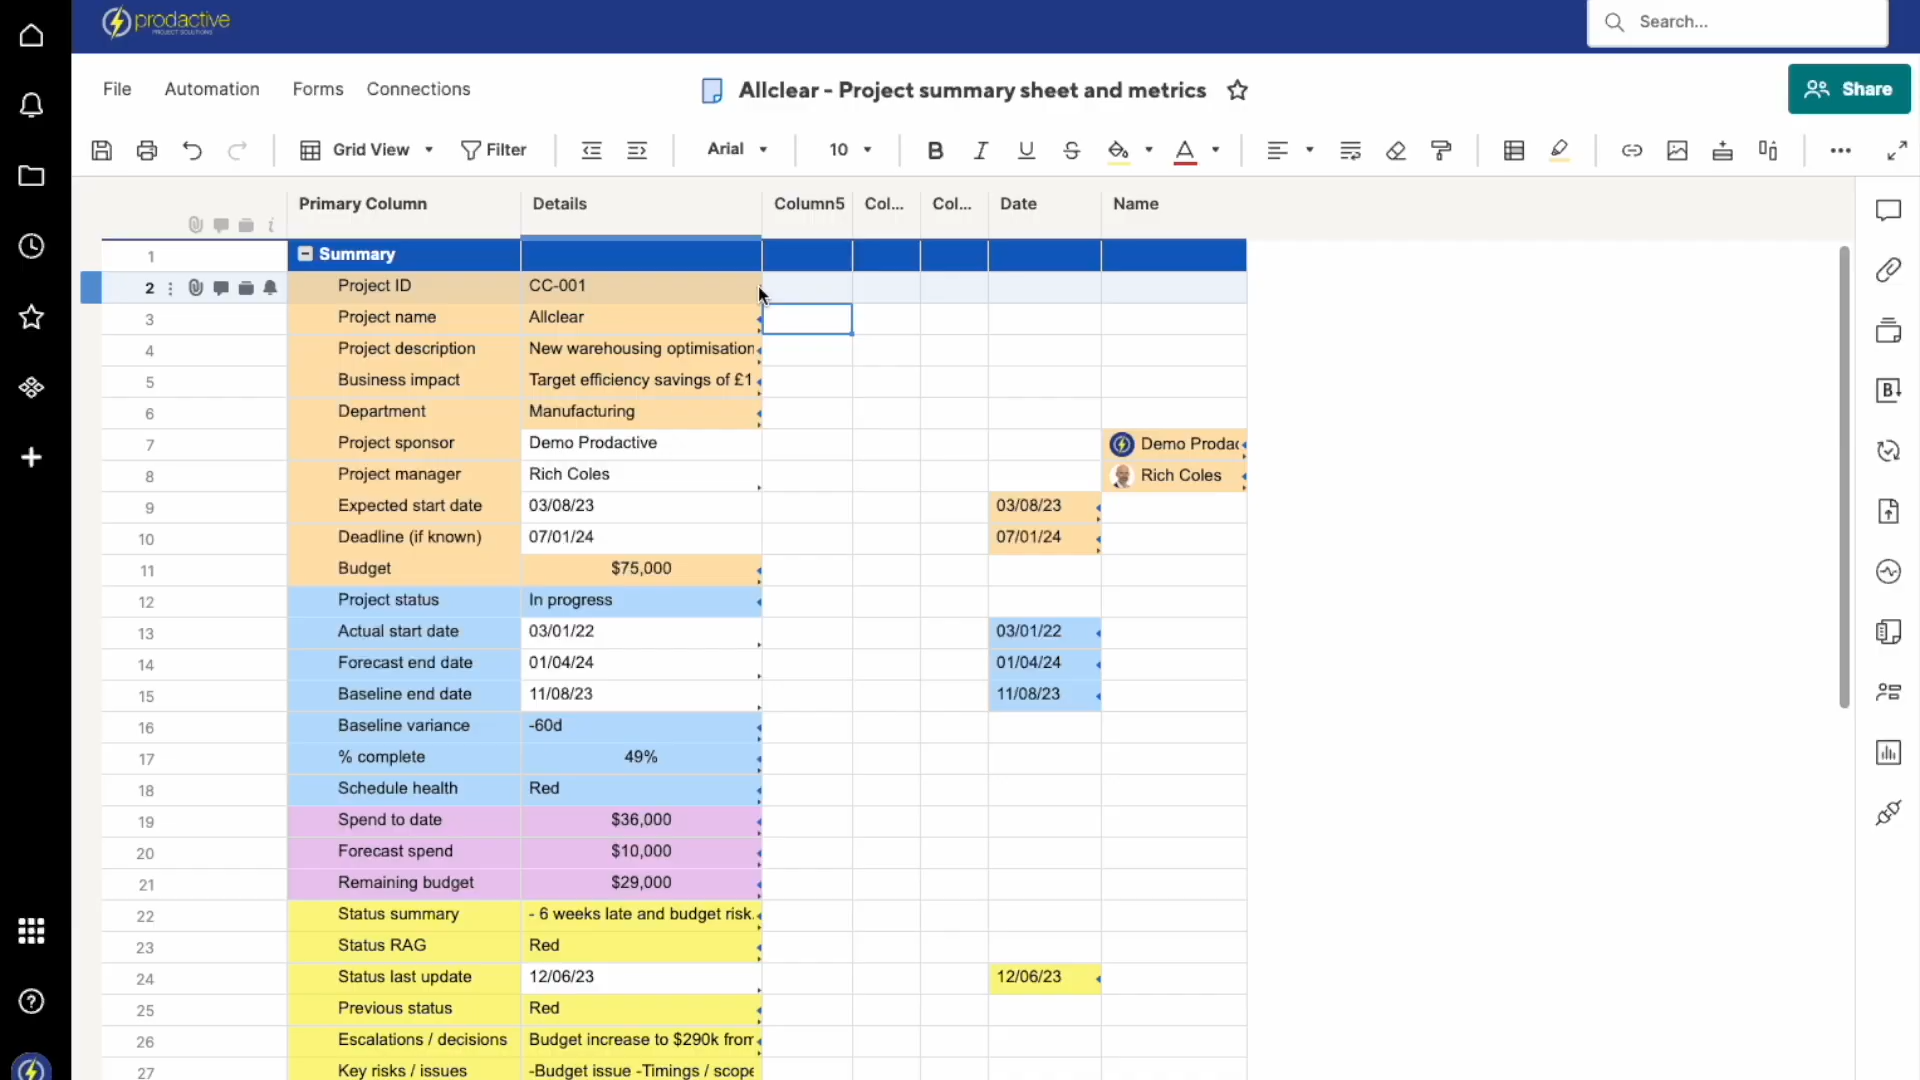 prodactive
PROJECT SOLUTIONS
Search...
File Automation Forms Connections
Allclear - Project summary sheet and metrics
Share
Grid View Filter Arial 10 B I U S A
Primary Column Details Column5 Col... Col... Date Name
1 Summary
2 Project ID CC-001
3 Project name Allclear
4 Project description New warehousing optimisation
5 Business impact Target efficiency savings of £1
6 Department Manufacturing
7 Project sponsor Demo Prodactive Demo Prodac
8 Project manager Rich Coles Rich Coles
9 Expected start date 03/08/23 03/08/23
10 Deadline (if known) 07/01/24 07/01/24
11 Budget $75,000
12 Project status In progress
13 Actual start date 03/01/22 03/01/22
14 Forecast end date 01/04/24 01/04/24
15 Baseline end date 11/08/23 11/08/23
16 Baseline variance -60d
17 % complete 49%
18 Schedule health Red
19 Spend to date $36,000
20 Forecast spend $10,000
21 Remaining budget $29,000
22 Status summary - 6 weeks late and budget risk.
23 Status RAG Red
24 Status last update 12/06/23 12/06/23
25 Previous status Red
26 Escalations / decisions Budget increase to $290k from
27 Key risks / issues -Budget issue -Timings / scope